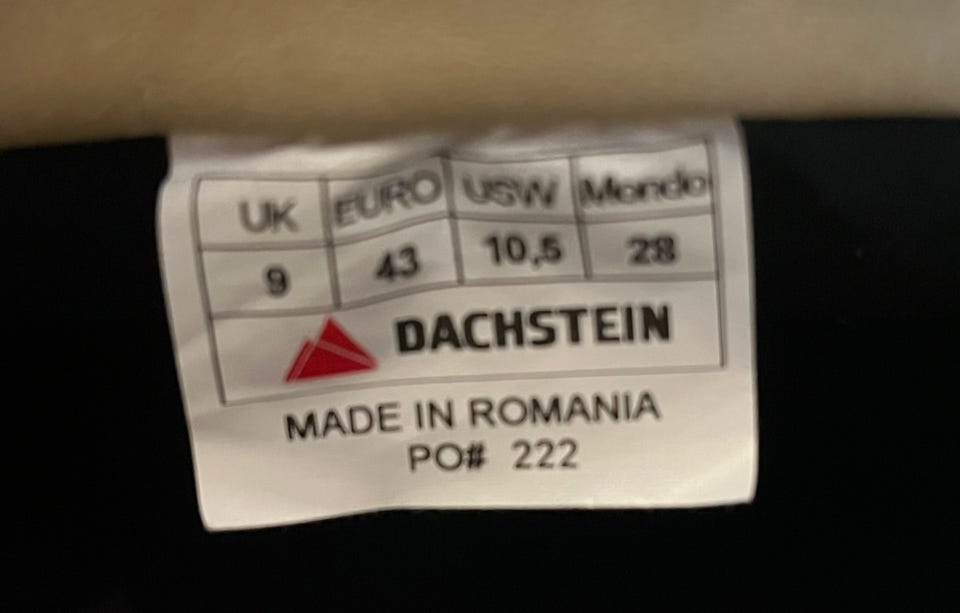 UK EURO USW Mondo
9 43 10,5 28
DACHSTEIN
MADE IN ROMANIA
PO# 222